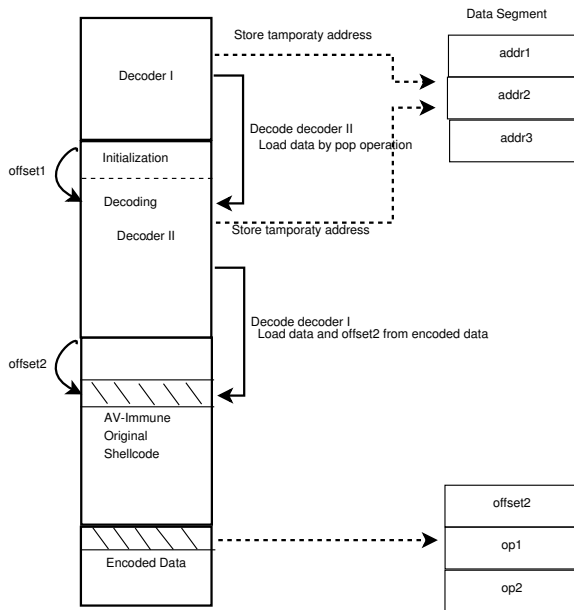 Data Segment
Store tamporaty address
addr1
Decoder I
addr2
Decode decoder II
Load data by pop operation
addr3
Initialization
offset1
Decoding
Decoder II
Store tamporaty address
Decode decoder I
Load data and offset2 from encoded data
offset2
AV-Immune
Original
Shellcode
offset2
op1
Encoded Data
op2